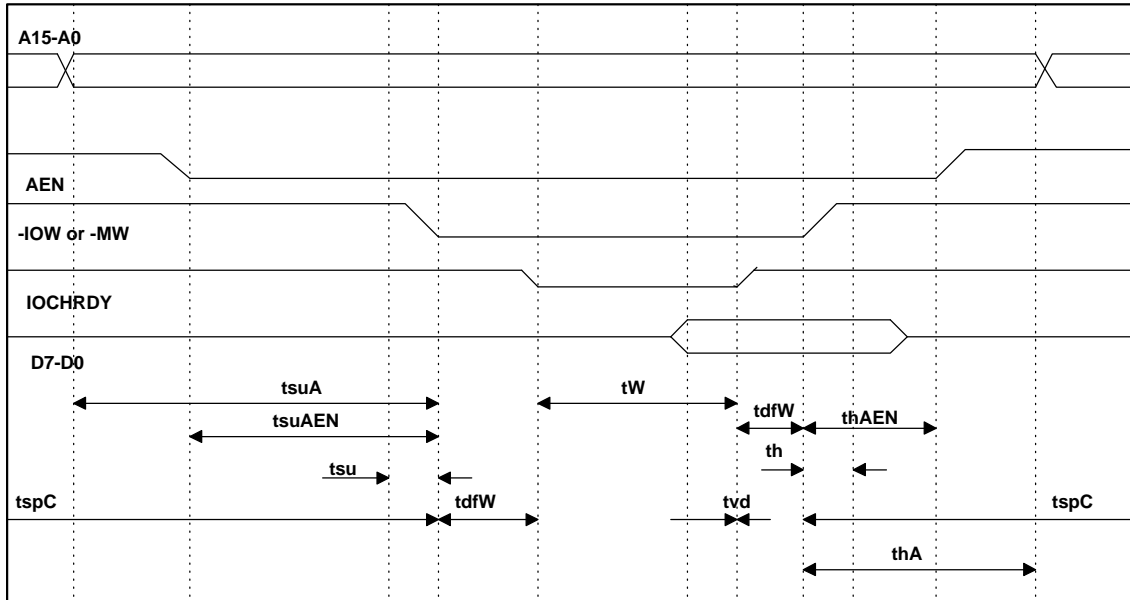 A15-A0
AEN
-IOW or -MW
IOCHRDY
D7-D0
tsuA
tW
tdfW
thAEN
tsuAEN
th
tsu
tspC
tdfW
tvd
tspC
thA